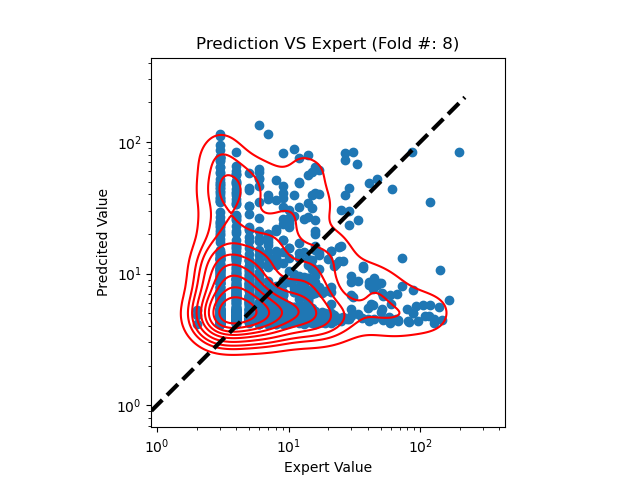 Prediction VS Expert (Fold #: 8)
Predcited Value
10²
10¹
10⁰
10⁰ 10¹ 10²
Expert Value